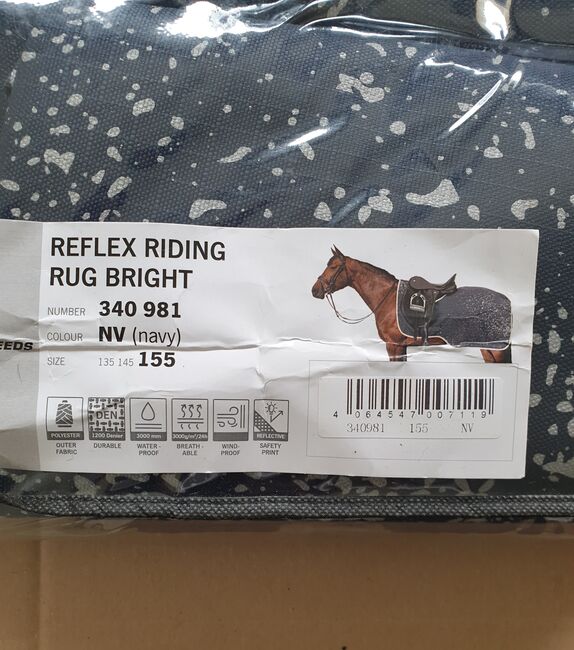 REFLEX RIDING
RUG BRIGHT
NUMBER 340 981
COLOUR NV (navy)
EEDS
SIZE 135 145 155
POLYESTER
OUTER
FABRIC
DEN
1200 Denier
DURABLE
3000 mm
WATER-
PROOF
3000g/m²/24h
BREATH-
ABLE
WIND-
PROOF
REFLECTIVE
SAFETY
PRINT
4 064547 007119
340981 155 NV